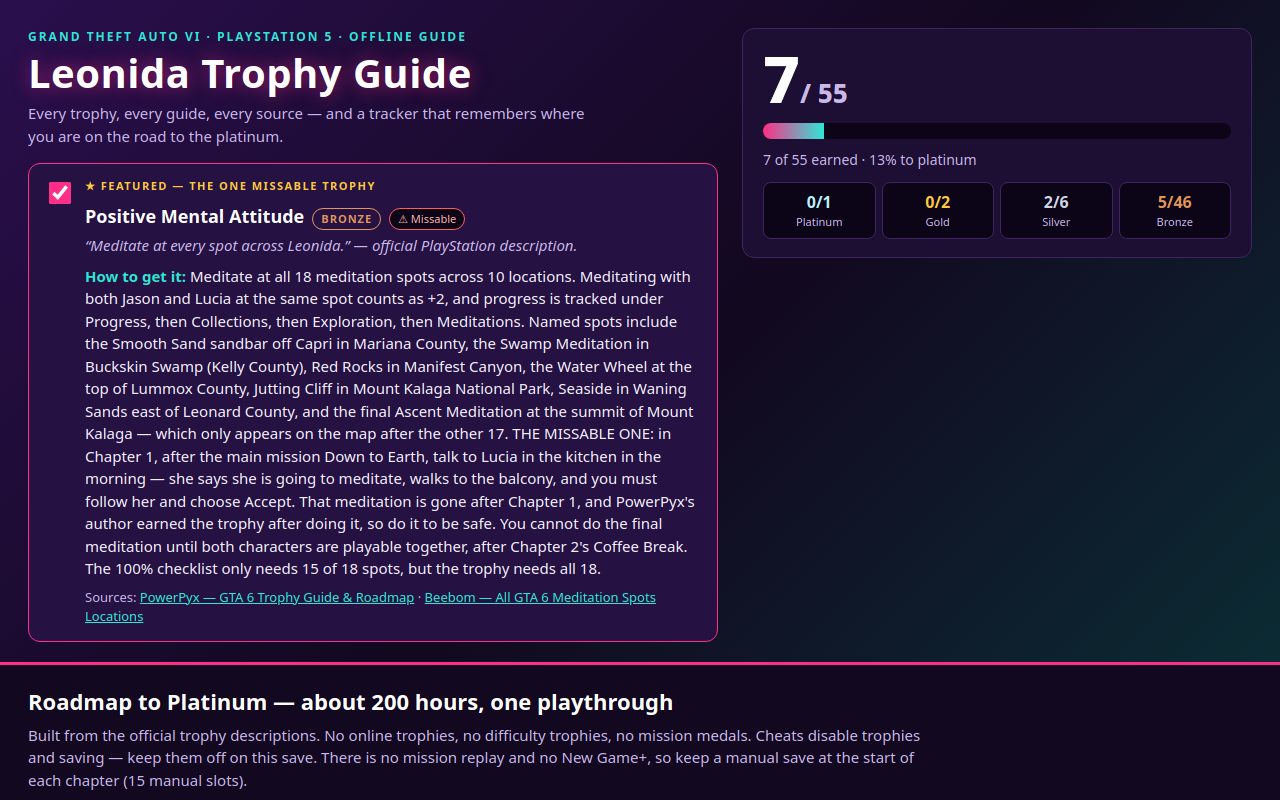 GRAND THEFT AUTO VI · PLAYSTATION 5 · OFFLINE GUIDE
Leonida Trophy Guide
Every trophy, every guide, every source — and a tracker that remembers where
you are on the road to the platinum.
★ FEATURED — THE ONE MISSABLE TROPHY
Positive Mental Attitude BRONZE ⚠ Missable
“Meditate at every spot across Leonida.” — official PlayStation description.
How to get it: Meditate at all 18 meditation spots across 10 locations. Meditating with
both Jason and Lucia at the same spot counts as +2, and progress is tracked under
Progress, then Collections, then Exploration, then Meditations. Named spots include
the Smooth Sand sandbar off Capri in Mariana County, the Swamp Meditation in
Buckskin Swamp (Kelly County), Red Rocks in Manifest Canyon, the Water Wheel at the
top of Lummox County, Jutting Cliff in Mount Kalaga National Park, Seaside in Waning
Sands east of Leonard County, and the final Ascent Meditation at the summit of Mount
Kalaga — which only appears on the map after the other 17. THE MISSABLE ONE: in
Chapter 1, after the main mission Down to Earth, talk to Lucia in the kitchen in the
morning — she says she is going to meditate, walks to the balcony, and you must
follow her and choose Accept. That meditation is gone after Chapter 1, and PowerPyx's
author earned the trophy after doing it, so do it to be safe. You cannot do the final
meditation until both characters are playable together, after Chapter 2's Coffee Break.
The 100% checklist only needs 15 of 18 spots, but the trophy needs all 18.
Sources: PowerPyx — GTA 6 Trophy Guide & Roadmap · Beebom — All GTA 6 Meditation Spots
Locations
7 / 55
7 of 55 earned · 13% to platinum
0/1 0/2 2/6 5/46
Platinum Gold Silver Bronze
Roadmap to Platinum — about 200 hours, one playthrough
Built from the official trophy descriptions. No online trophies, no difficulty trophies, no mission medals. Cheats disable trophies
and saving — keep them off on this save. There is no mission replay and no New Game+, so keep a manual save at the start of
each chapter (15 manual slots).